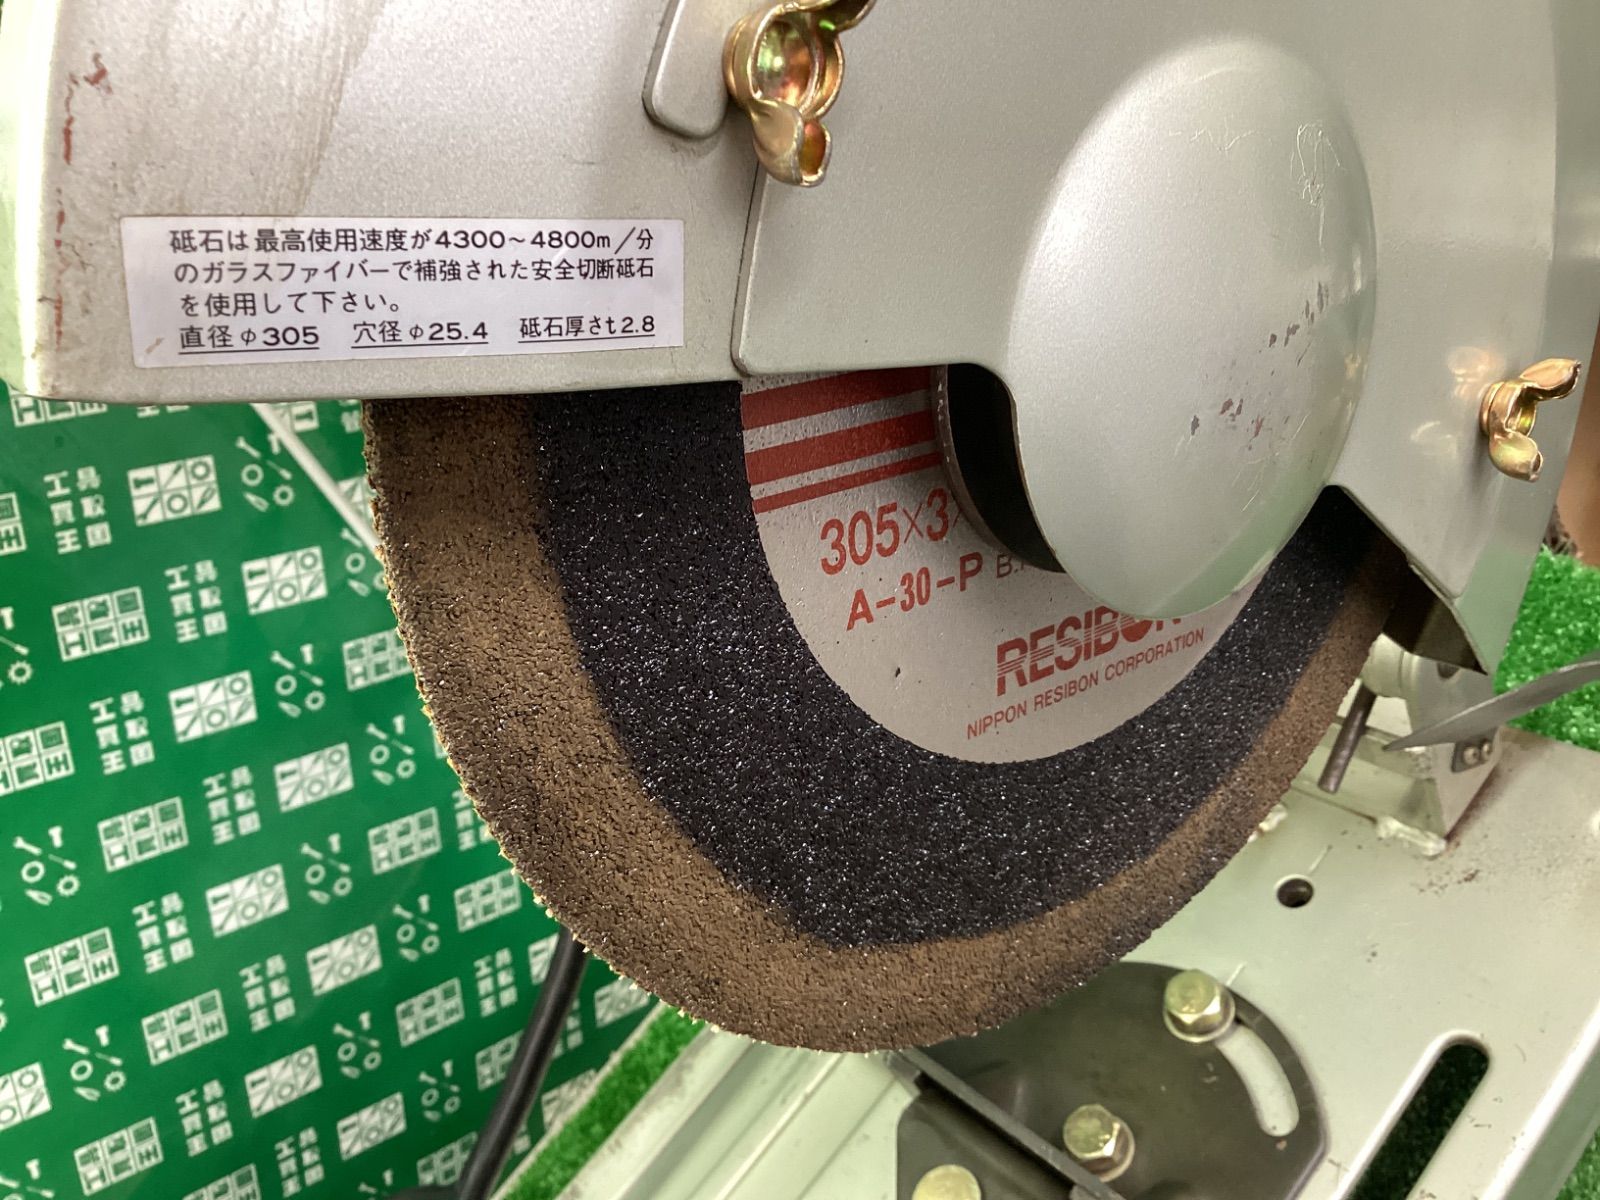 砥石は最高使用速度が4300～4800m／分
のガラスファイバーで補強された安全切断砥石
を使用して下さい。
直径φ305 穴径φ25.4 砥石厚さt2.8
305×3
A-30-P
RESIBON
NIPPON RESIBON CORPORATION
工具
買取
王国